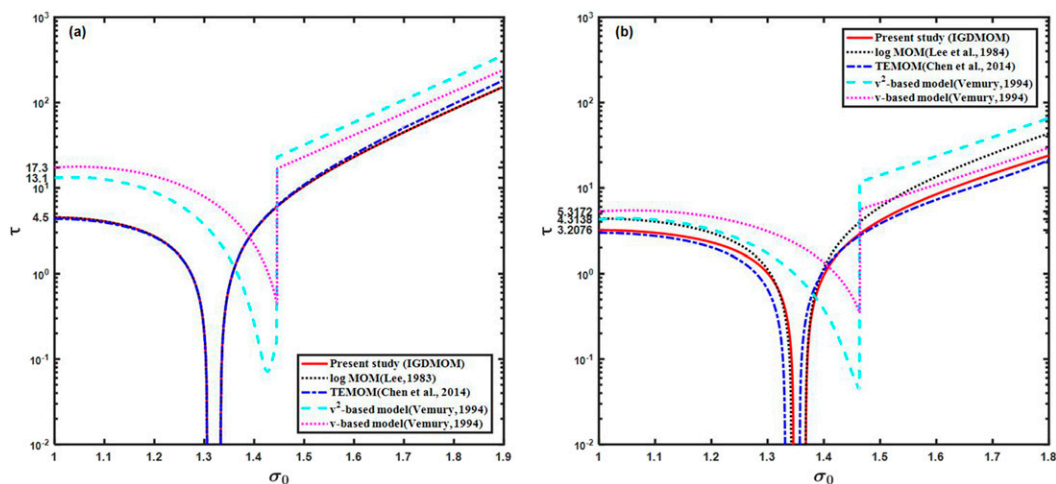 (a)
10³
10²
17.3
13.1
10¹
4.5
10⁰
10⁻¹
10⁻²
τ
Present study (IGDMOM)
log MOM(Lee, 1983)
TEMOM(Chen et al., 2014)
v²-based model(Vemury, 1994)
v-based model(Vemury, 1994)
1 1.1 1.2 1.3 1.4 1.5 1.6 1.7 1.8 1.9
σ₀
(b)
Present study (IGDMOM)
log MOM(Lee et al., 1984)
TEMOM(Chen et al., 2014)
v²-based model(Vemury, 1994)
v-based model(Vemury, 1994)
10³
10²
10¹
5.3172
3.2076
10⁰
10⁻¹
10⁻²
τ
1 1.1 1.2 1.3 1.4 1.5 1.6 1.7 1.8
σ₀